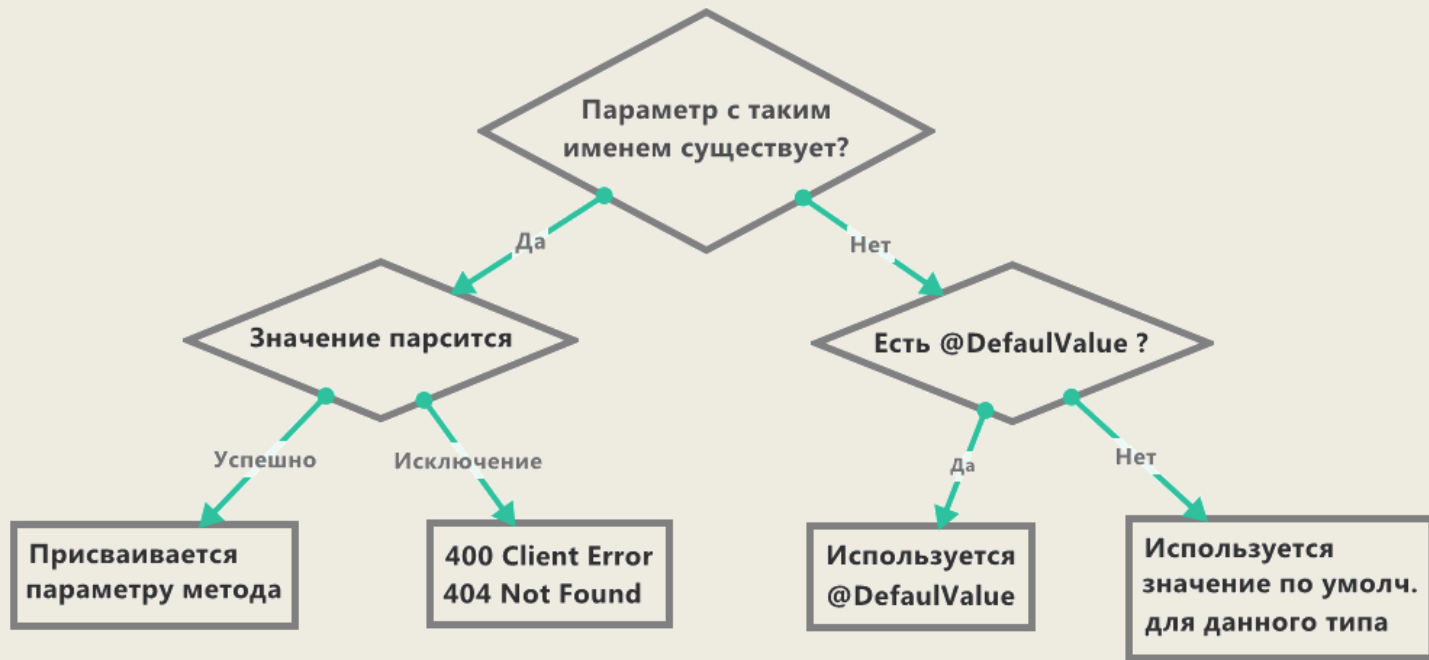 Параметр с таким
именем существует?
Да
Нет
Значение парсится
Есть @DefaulValue ?
Успешно
Исключение
Да
Нет
Присваивается
параметру метода
400 Client Error
404 Not Found
Используется
@DefaulValue
Используется
значение по умолч.
для данного типа